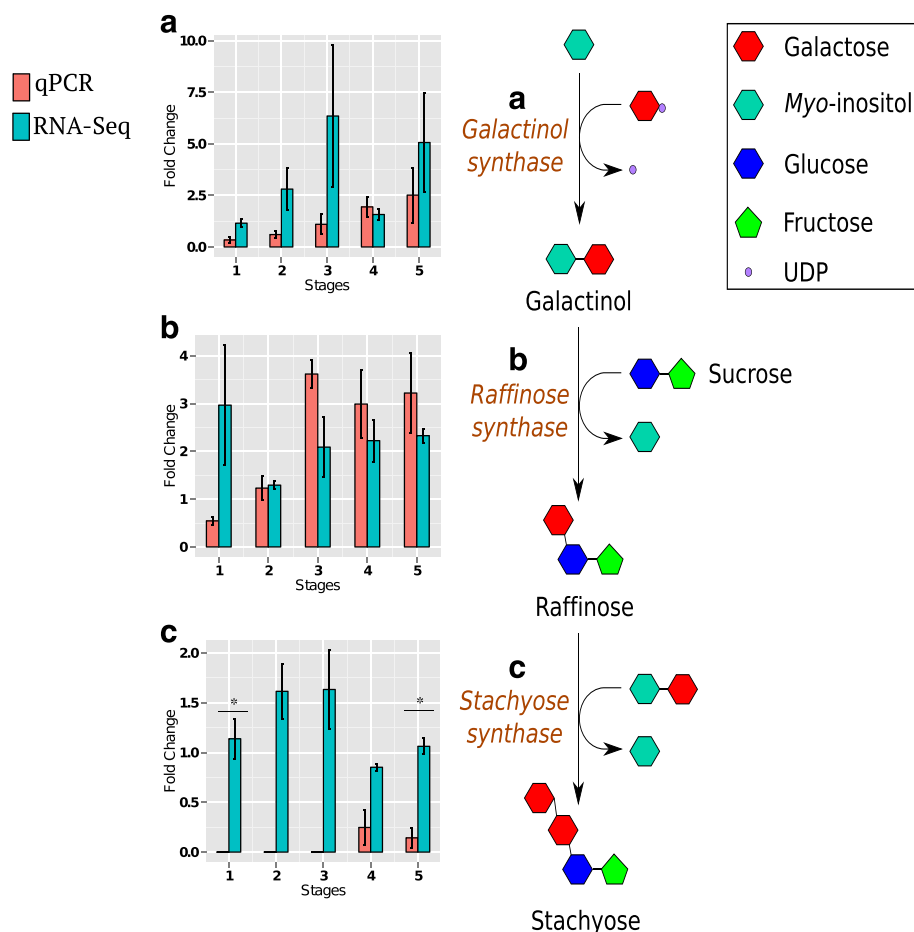 a
qPCR
RNA-Seq
Fold Change
10.0
7.5
5.0
2.5
0.0
1 2 3 4 5
Stages
b
Fold Change
4
3
2
1
0
1 2 3 4 5
Stages
c
Fold Change
2.0
1.5
1.0
0.5
0.0
* *
1 2 3 4 5
Stages
a
Galactinol
synthase
Galactinol
b
Raffinose
synthase
Sucrose
Raffinose
c
Stachyose
synthase
Stachyose
Galactose
Myo-inositol
Glucose
Fructose
UDP